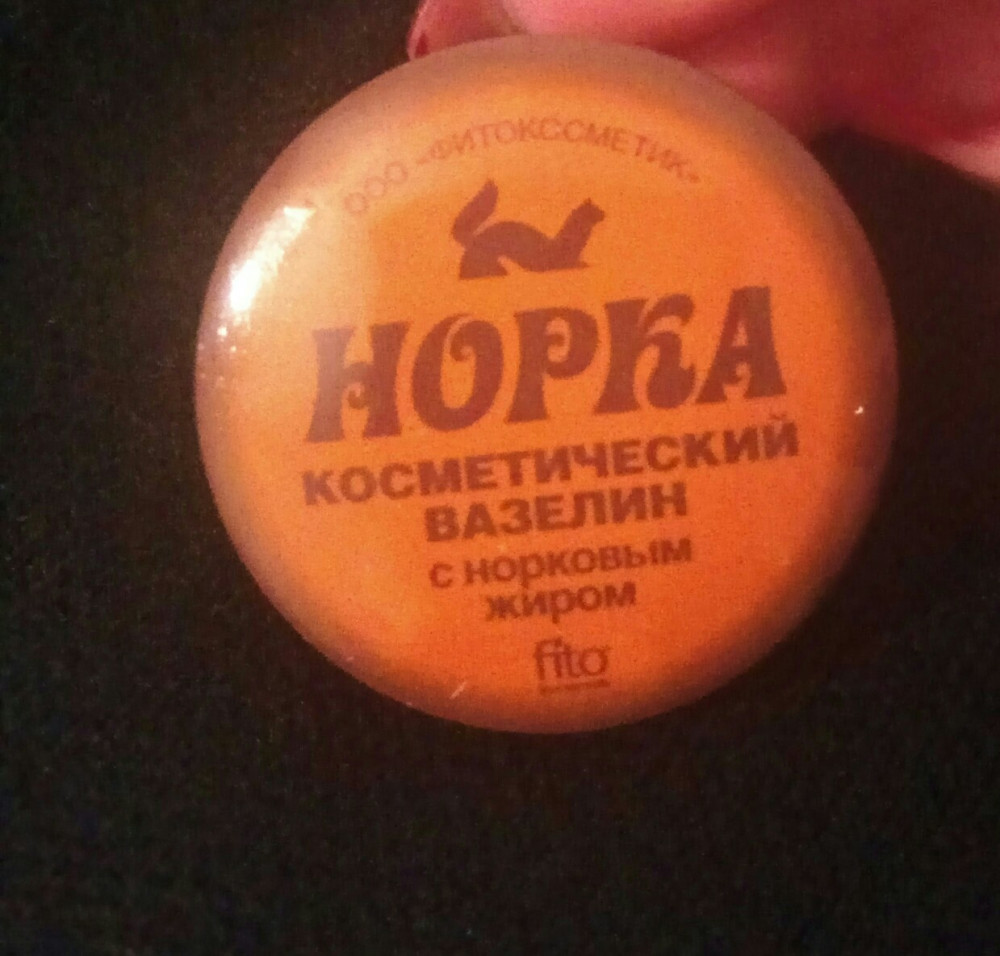 ООО «ФИТОКОСМЕТИК»
НОРКА
КОСМЕТИЧЕСКИЙ
ВАЗЕЛИН
с норковым
жиром
fito